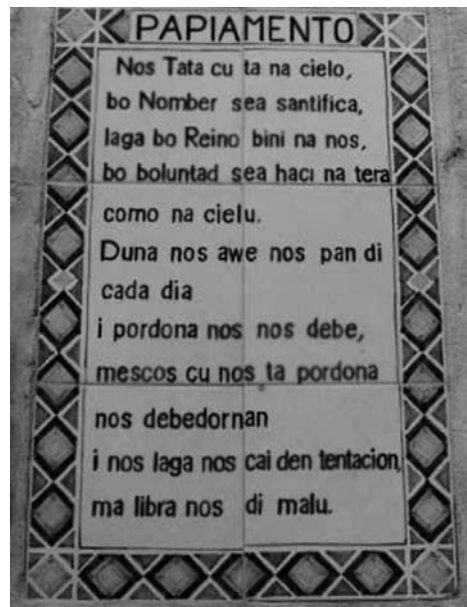 PAPIAMENTO
Nos Tata cu ta na cielo,
bo Nomber sea santifica,
laga bo Reino bini na nos,
bo boluntad sea haci na tera
como na cielu.
Duna nos awe nos pan di
cada dia
i pordona nos nos debe,
mescos cu nos ta pordona
nos debedornan
i nos laga nos cai den tentacion,
ma libra nos di malu.